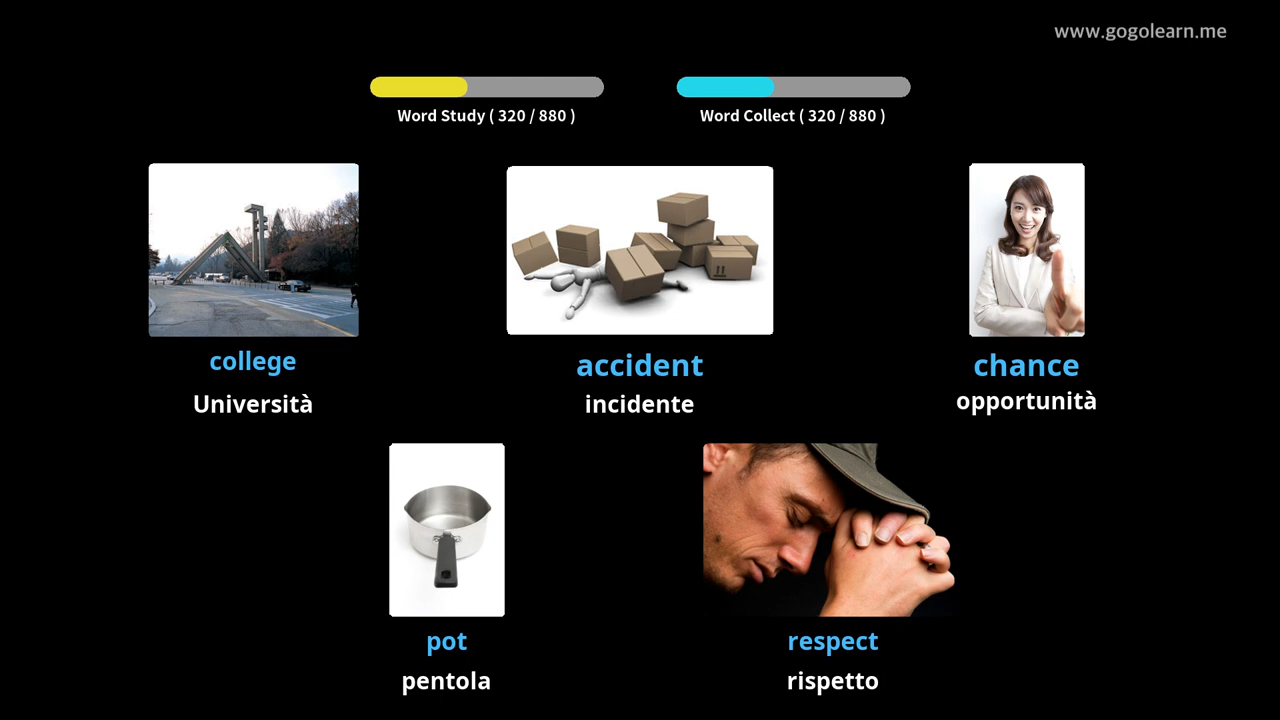 www.gogolearn.me
Word Study ( 320 / 880 )
Word Collect ( 320 / 880 )
college
Università
accident
incidente
chance
opportunità
pot
pentola
respect
rispetto